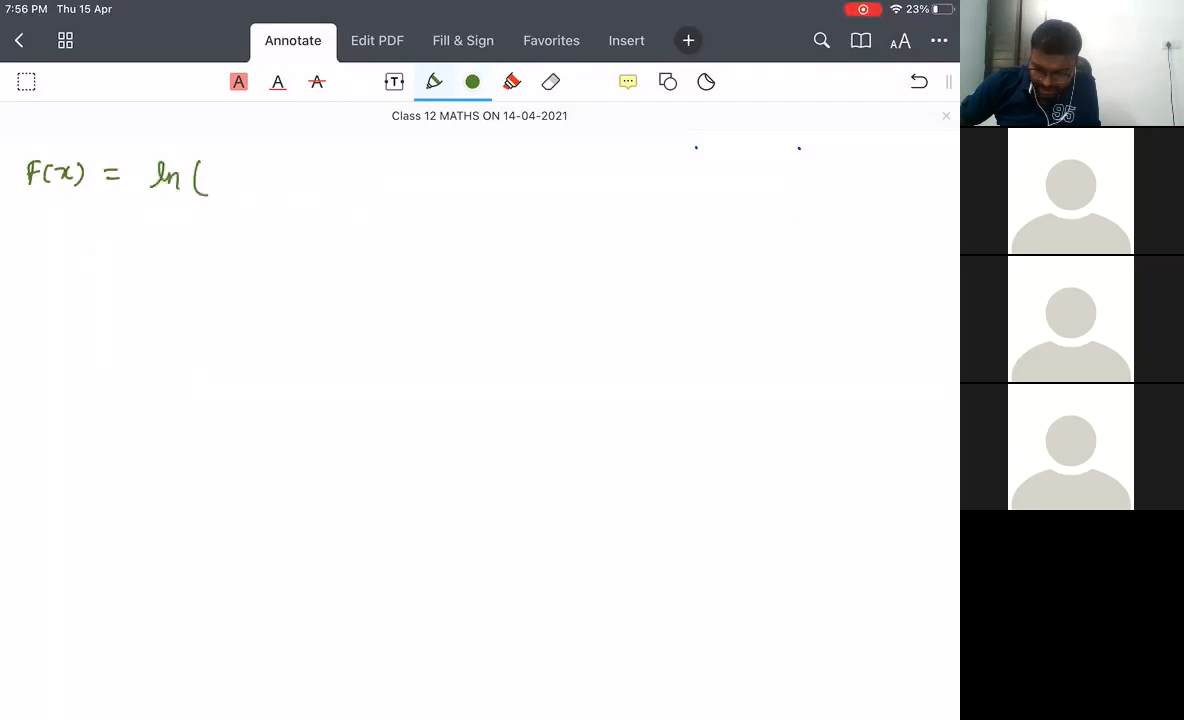 7:56 PM Thu 15 Apr 23%
Annotate Edit PDF Fill & Sign Favorites Insert
A A A T AA
Class 12 MATHS ON 14-04-2021
F(x) = ln (
95